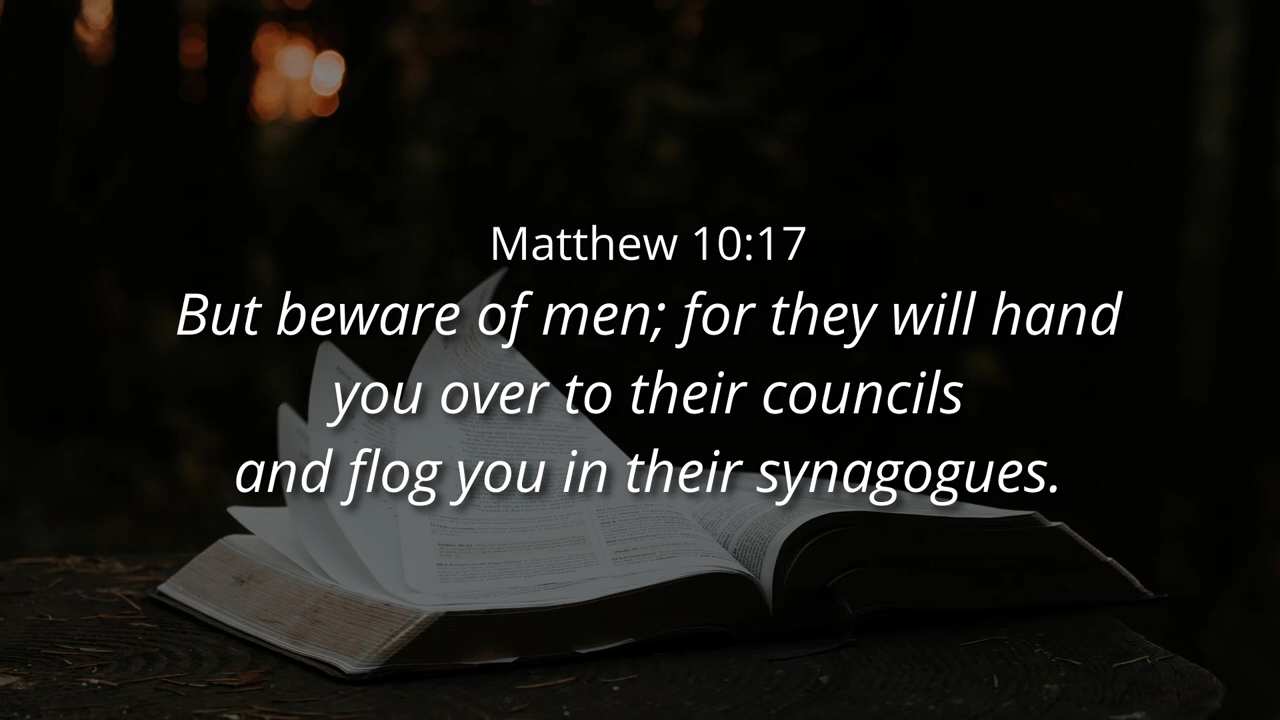 Matthew 10:17
But beware of men; for they will hand
you over to their councils
and flog you in their synagogues.